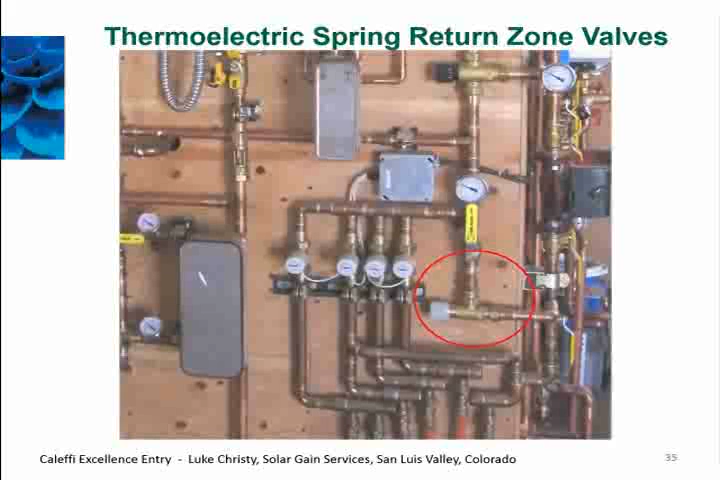 Thermoelectric Spring Return Zone Valves
Caleffi Excellence Entry - Luke Christy, Solar Gain Services, San Luis Valley, Colorado
35